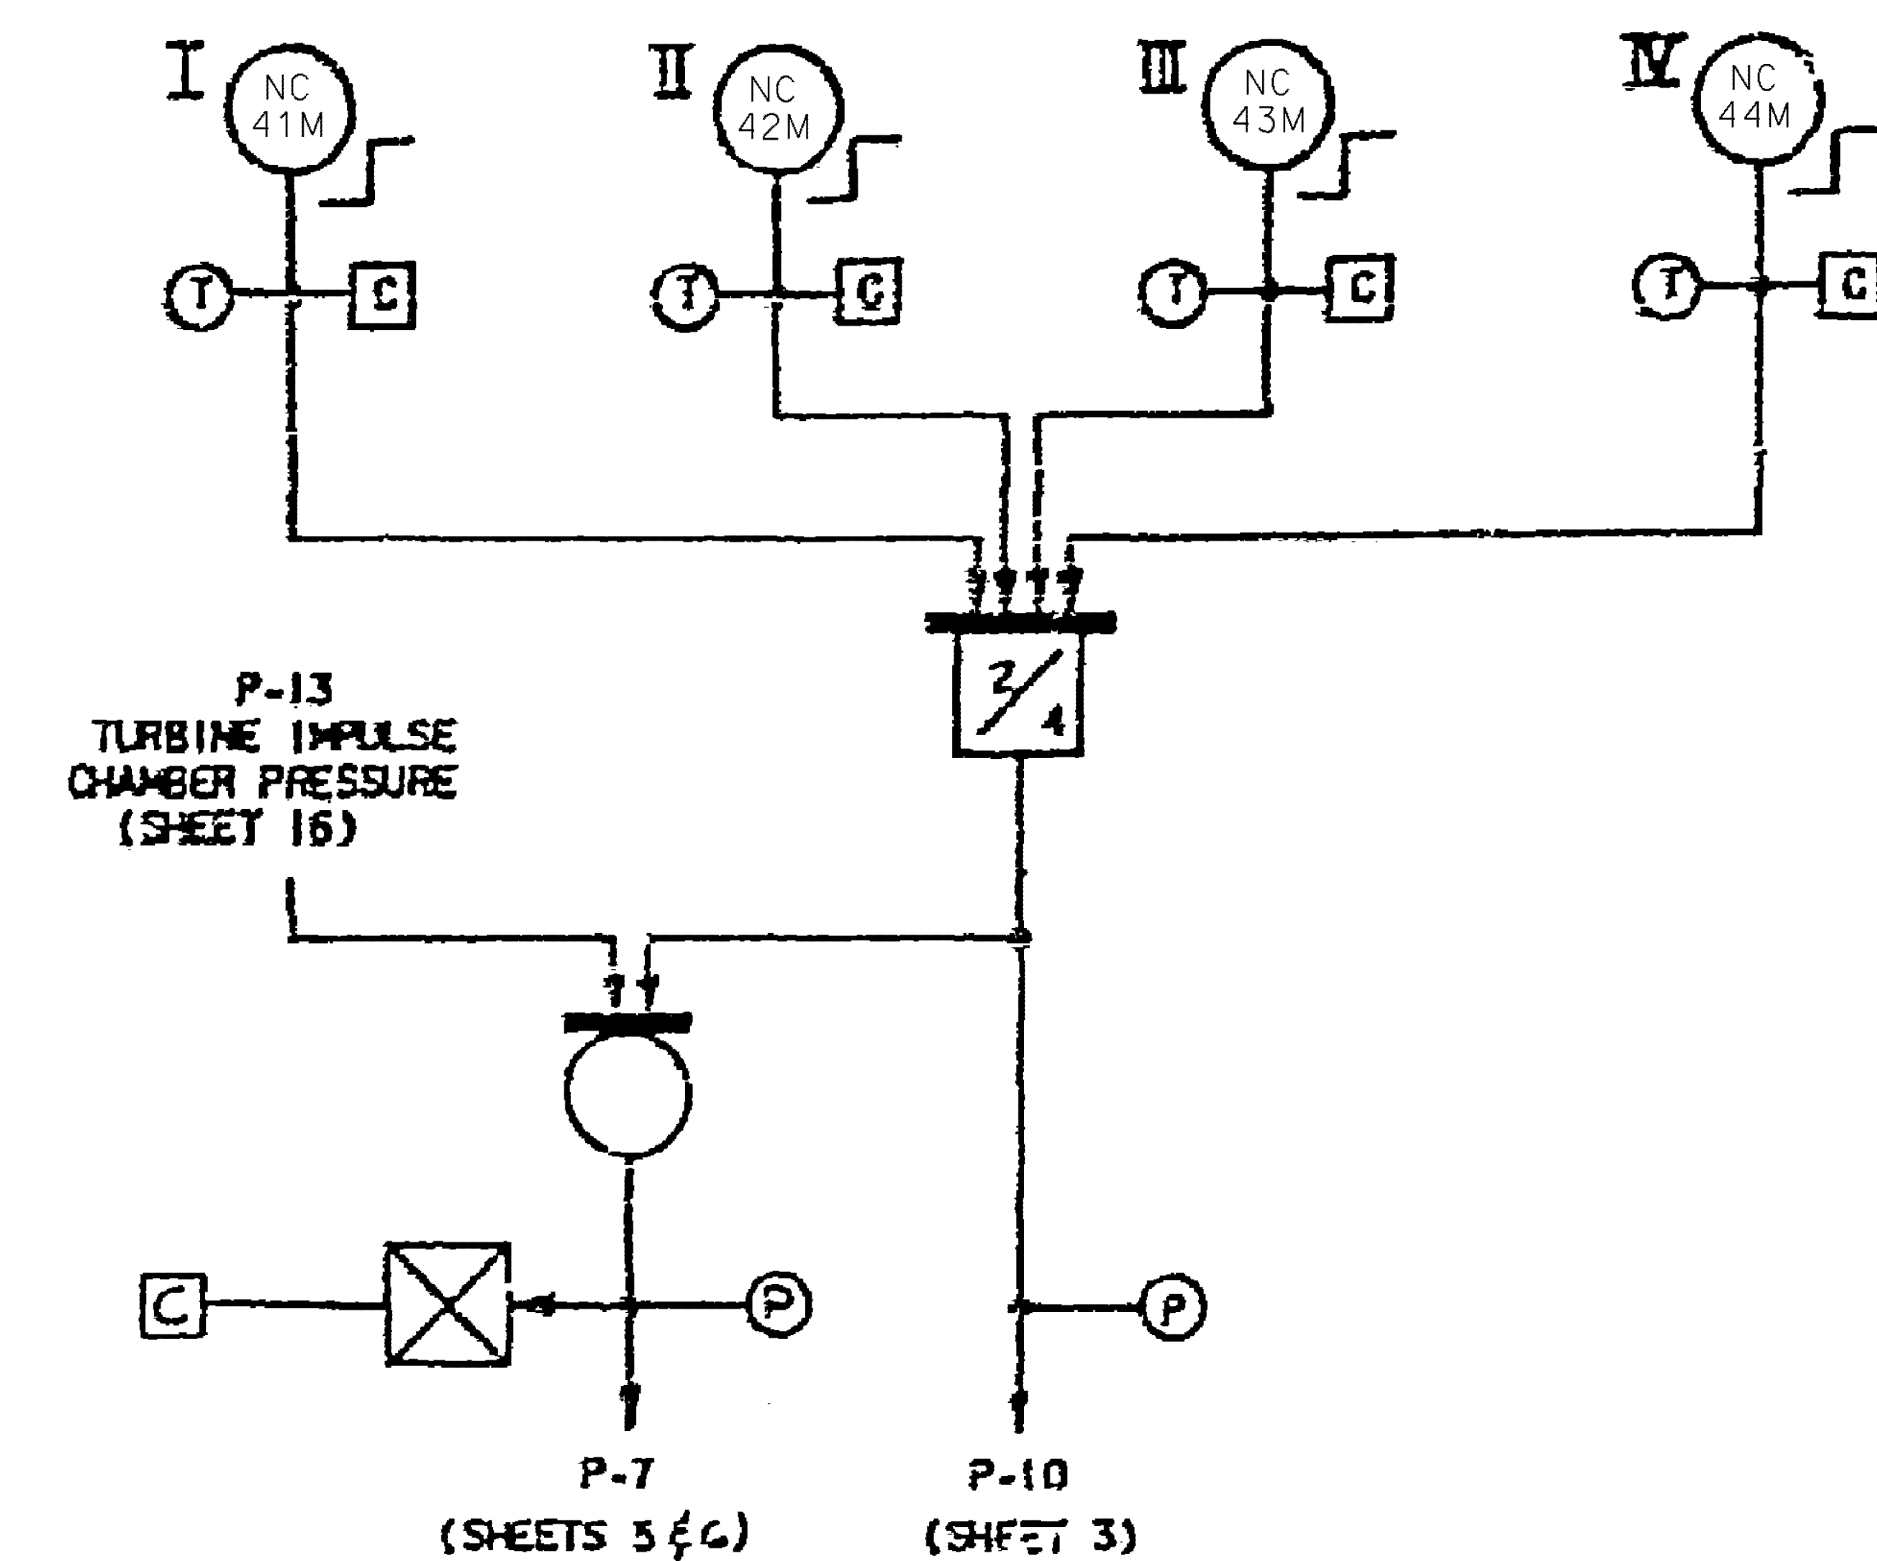 I
NC
41M
II
NC
42M
III
NC
43M
IV
NC
44M
T
C
T
C
T
C
T
C
2/4
P-13
TURBINE IMPULSE
CHAMBER PRESSURE
(SHEET 16)
C
P
P
P-7
P-10
(SHEETS 5 & 6)
(SHEET 3)